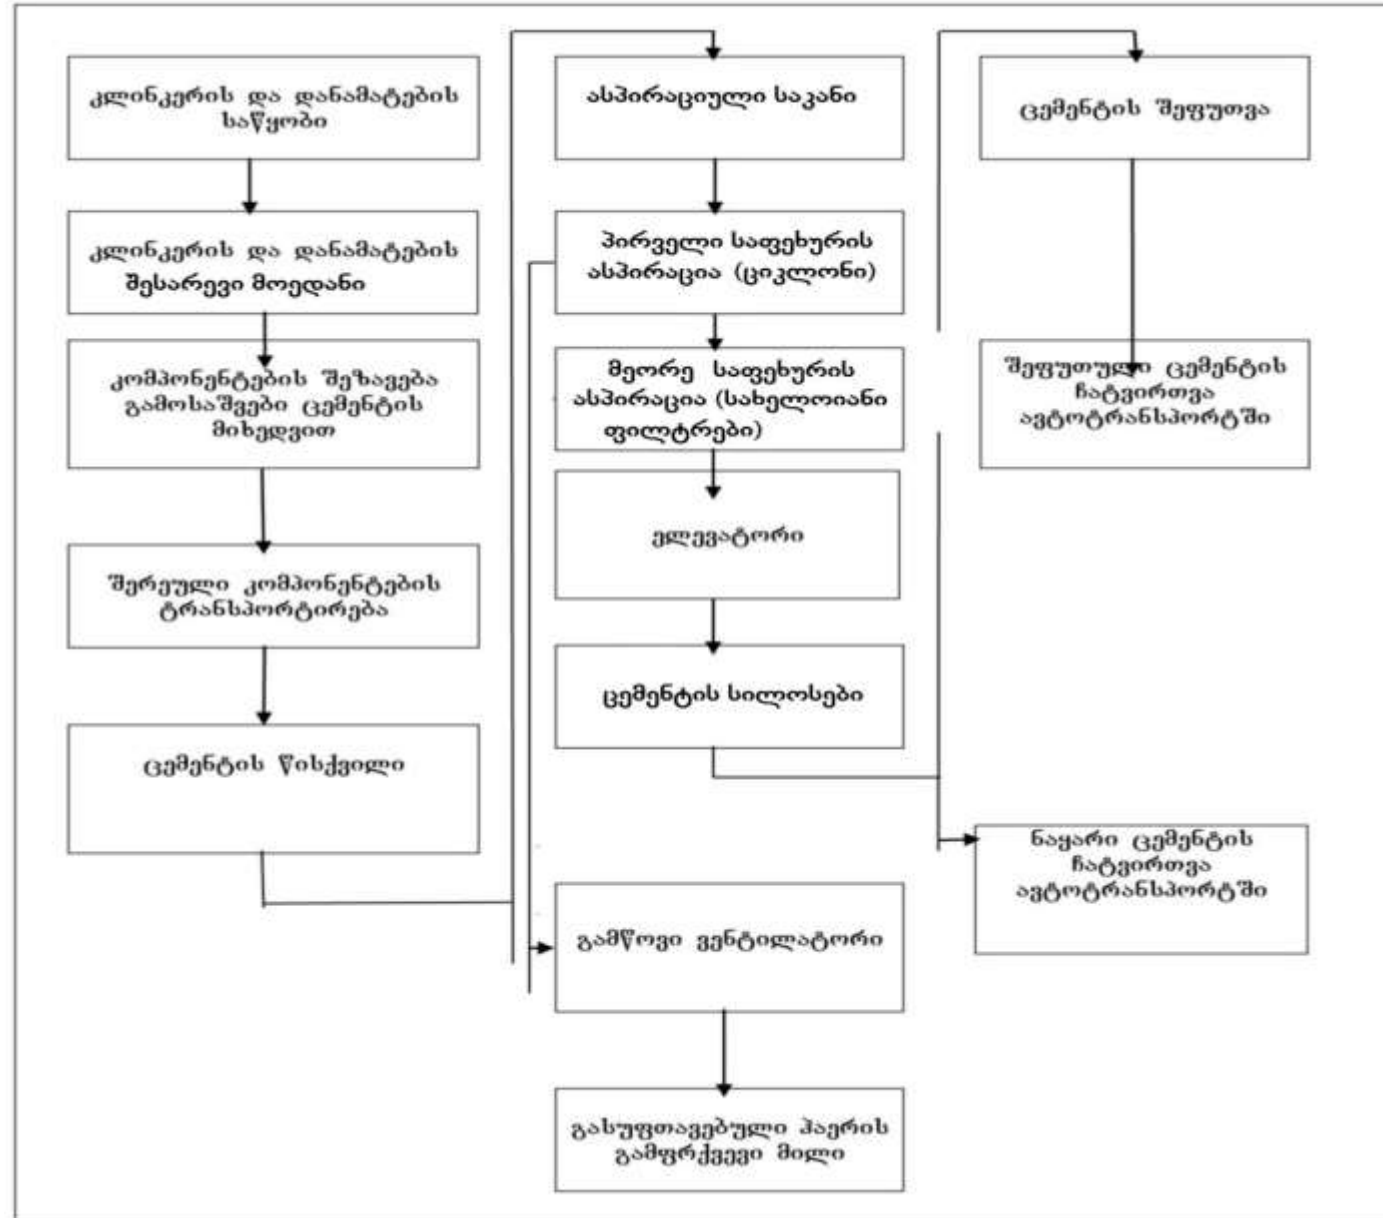 კლინკერის და დანამატების
საწყობი
კლინკერის და დანამატების
შესარევი მოედანი
კომპონენტების შეზავება
გამოსაშვები ცემენტის
მიხედვით
შერეული კომპონენტების
ტრანსპორტირება
ცემენტის წისქვილი
ასპირაციული საკანი
პირველი საფეხურის
ასპირაცია (ციკლონი)
მეორე საფეხურის
ასპირაცია (სახელოიანი
ფილტრები)
ელევატორი
ცემენტის სილოსები
გამწოვი ვენტილატორი
გასუფთავებული ჰაერის
გამფრქვევი მილი
ცემენტის შეფუთვა
შეფუთული ცემენტის
ჩატვირთვა
ავტოტრანსპორტში
ნაყარი ცემენტის
ჩატვირთვა
ავტოტრანსპორტში